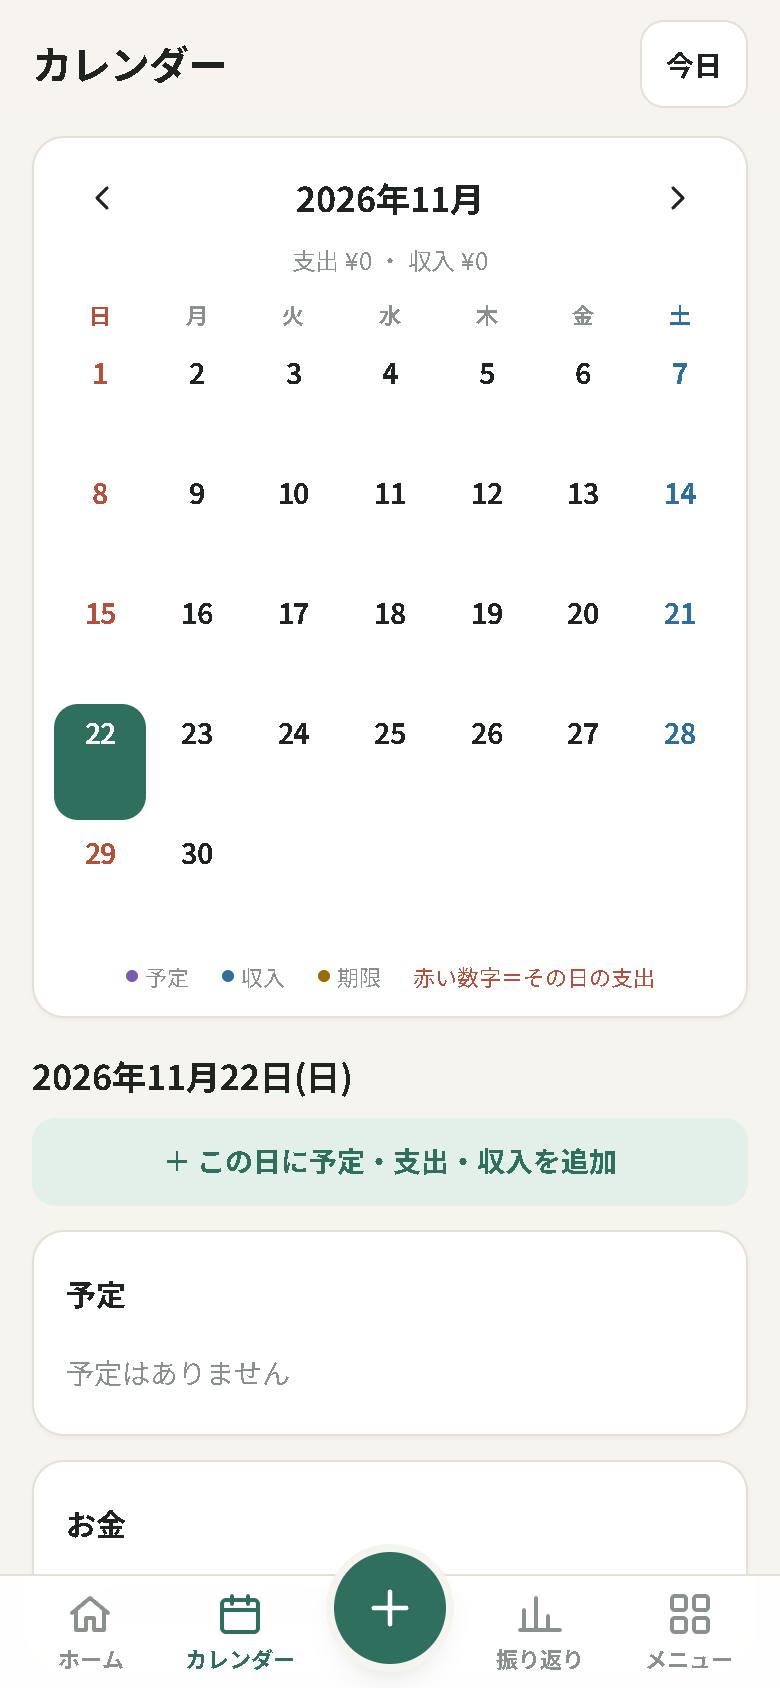 カレンダー
今日
2026年11月
支出 ¥0 ・ 収入 ¥0
日 月 火 水 木 金 土
1 2 3 4 5 6 7
8 9 10 11 12 13 14
15 16 17 18 19 20 21
22 23 24 25 26 27 28
29 30
予定 収入 期限 赤い数字＝その日の支出
2026年11月22日(日)
＋ この日に予定・支出・収入を追加
予定
予定はありません
お金
ホーム カレンダー 振り返り メニュー